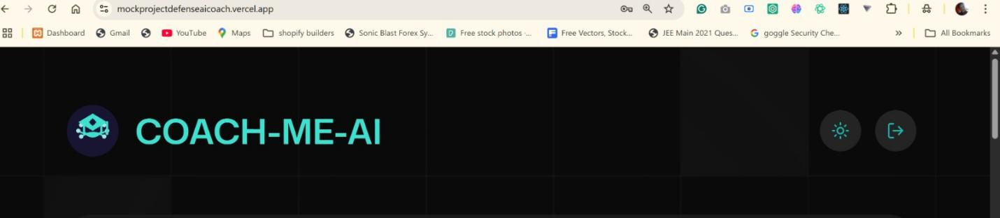 mockprojectdefenseaicoach.vercel.app
Dashboard Gmail YouTube Maps shopify builders Sonic Blast Forex Sy... Free stock photos ·... Free Vectors, Stock... JEE Main 2021 Ques... goggle Security Che... » All Bookmarks
COACH-ME-AI